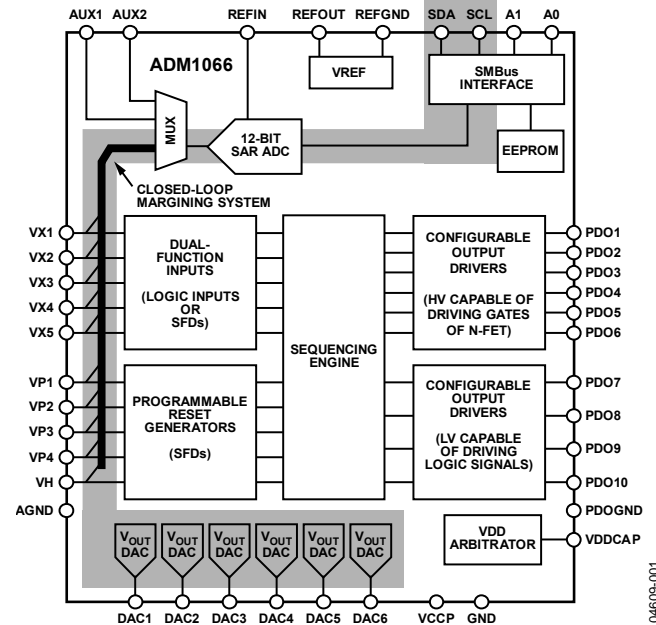 AUX1 AUX2 REFIN REFOUT REFGND SDA SCL A1 A0
ADM1066
VREF
SMBus
INTERFACE
MUX
12-BIT
SAR ADC
EEPROM
CLOSED-LOOP
MARGINING SYSTEM
VX1
VX2
VX3
VX4
VX5
DUAL-
FUNCTION
INPUTS
(LOGIC INPUTS
OR
SFDs)
SEQUENCING
ENGINE
CONFIGURABLE
OUTPUT
DRIVERS
(HV CAPABLE OF
DRIVING GATES
OF N-FET)
PDO1
PDO2
PDO3
PDO4
PDO5
PDO6
VP1
VP2
VP3
VP4
VH
AGND
PROGRAMMABLE
RESET
GENERATORS
(SFDs)
CONFIGURABLE
OUTPUT
DRIVERS
(LV CAPABLE
OF DRIVING
LOGIC SIGNALS)
PDO7
PDO8
PDO9
PDO10
PDOGND
VDDCAP
VOUT
DAC
VOUT
DAC
VOUT
DAC
VOUT
DAC
VOUT
DAC
VOUT
DAC
VDD
ARBITRATOR
DAC1 DAC2 DAC3 DAC4 DAC5 DAC6 VCCP GND
04609-001